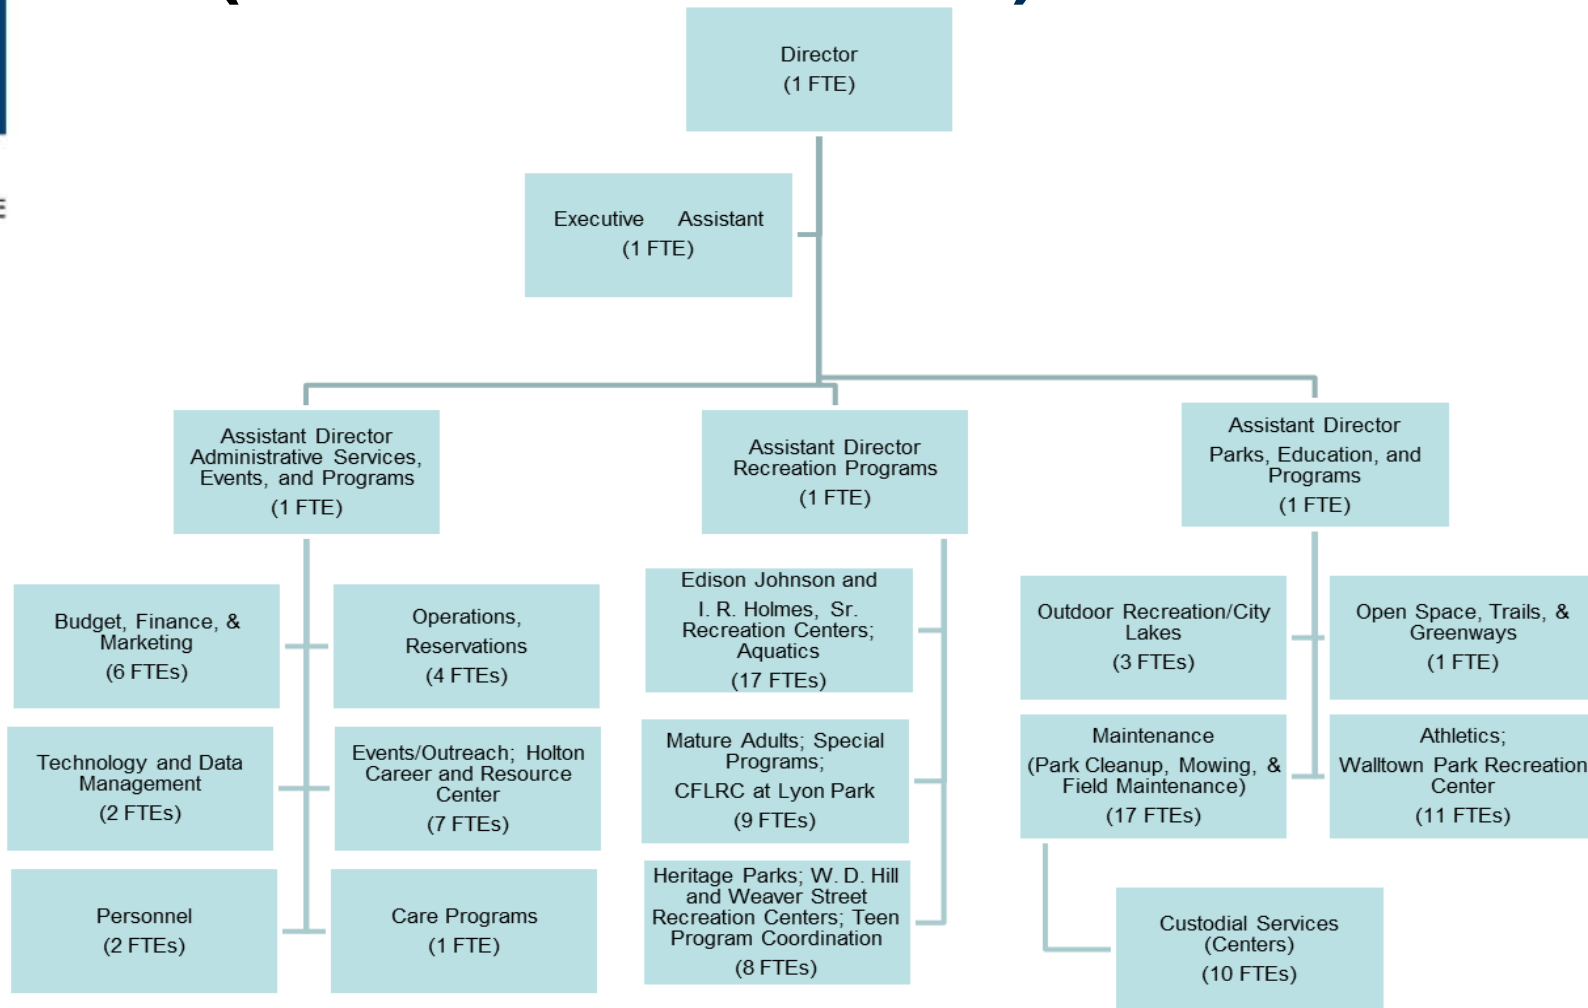 Director
(1 FTE)
Executive Assistant
(1 FTE)
Assistant Director
Administrative Services,
Events, and Programs
(1 FTE)
Assistant Director
Recreation Programs
(1 FTE)
Assistant Director
Parks, Education, and
Programs
(1 FTE)
Budget, Finance, &
Marketing
(6 FTEs)
Operations,
Reservations
(4 FTEs)
Technology and Data
Management
(2 FTEs)
Events/Outreach; Holton
Career and Resource
Center
(7 FTEs)
Personnel
(2 FTEs)
Care Programs
(1 FTE)
Edison Johnson and
I. R. Holmes, Sr.
Recreation Centers;
Aquatics
(17 FTEs)
Mature Adults; Special
Programs;
CFLRC at Lyon Park
(9 FTEs)
Heritage Parks; W. D. Hill
and Weaver Street
Recreation Centers; Teen
Program Coordination
(8 FTEs)
Outdoor Recreation/City
Lakes
(3 FTEs)
Open Space, Trails, &
Greenways
(1 FTE)
Maintenance
(Park Cleanup, Mowing, &
Field Maintenance)
(17 FTEs)
Athletics;
Walltown Park Recreation
Center
(11 FTEs)
Custodial Services
(Centers)
(10 FTEs)